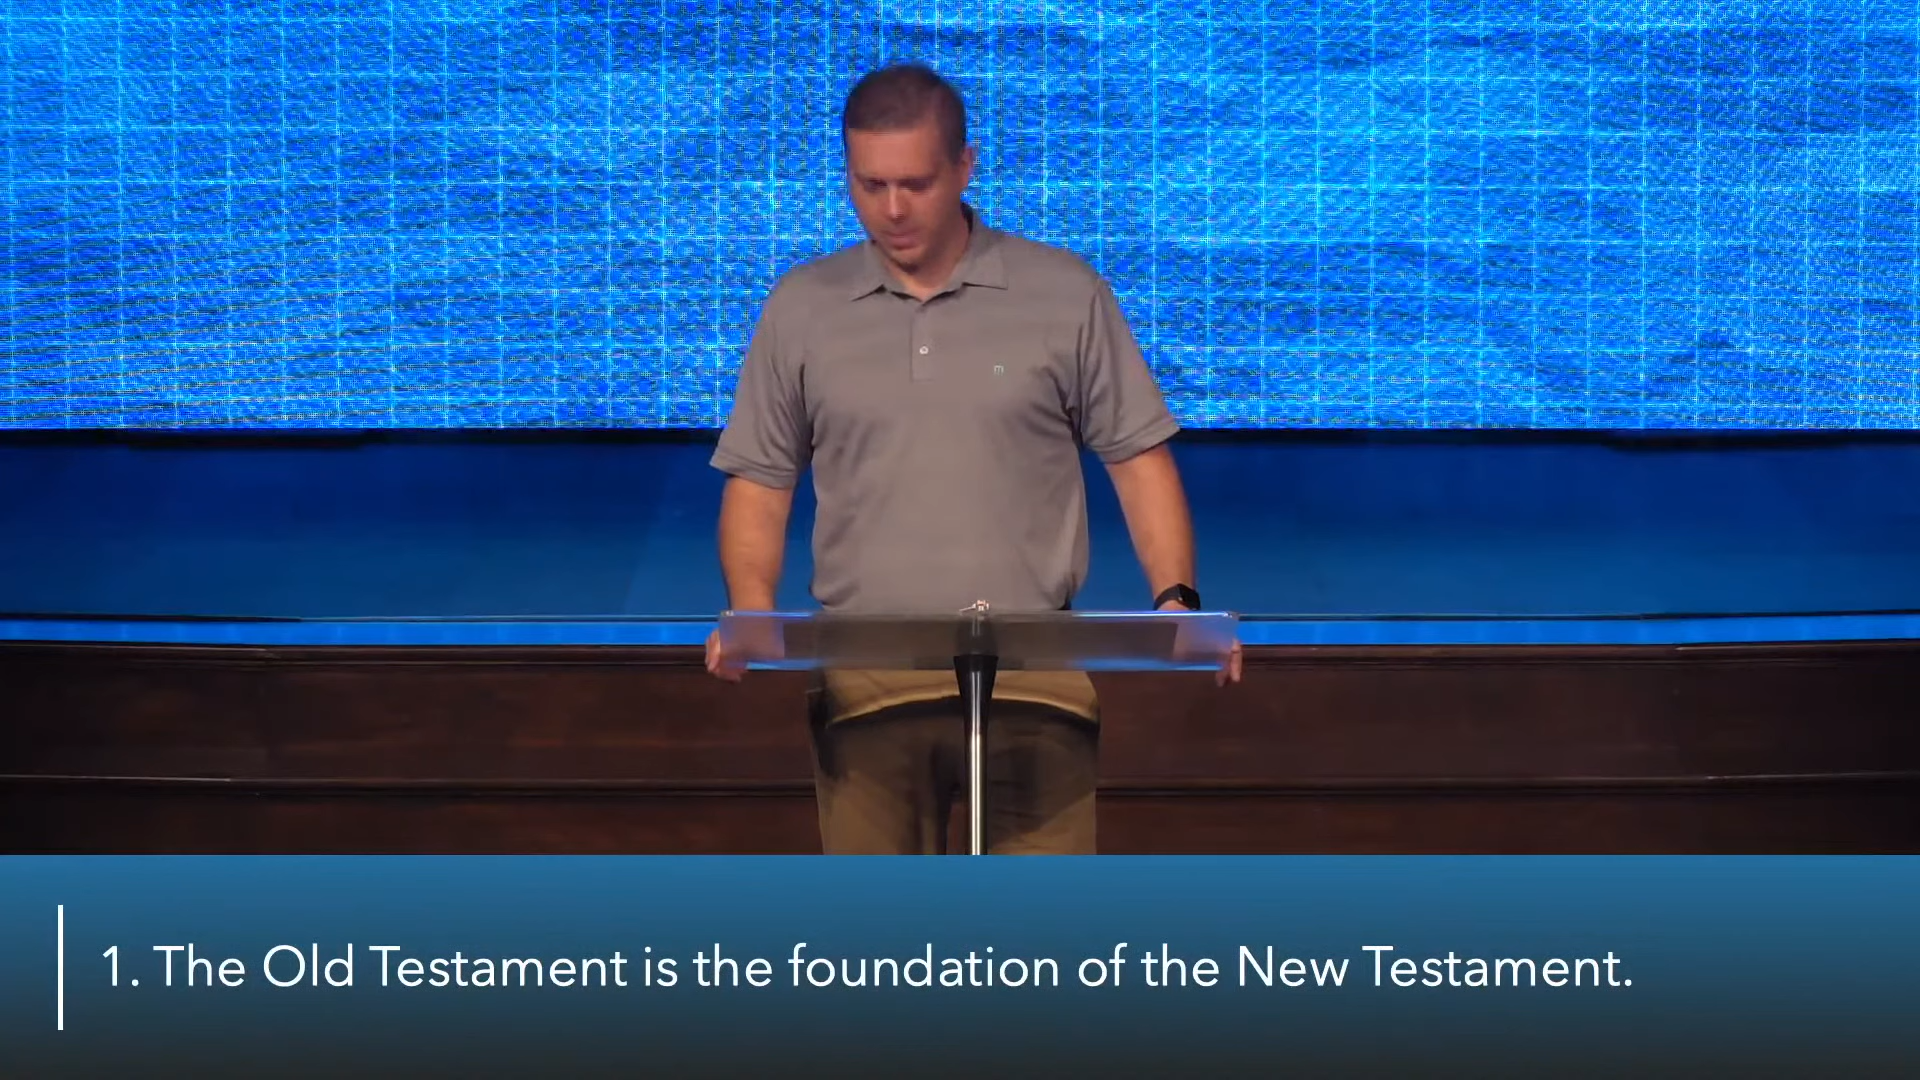 m
1. The Old Testament is the foundation of the New Testament.